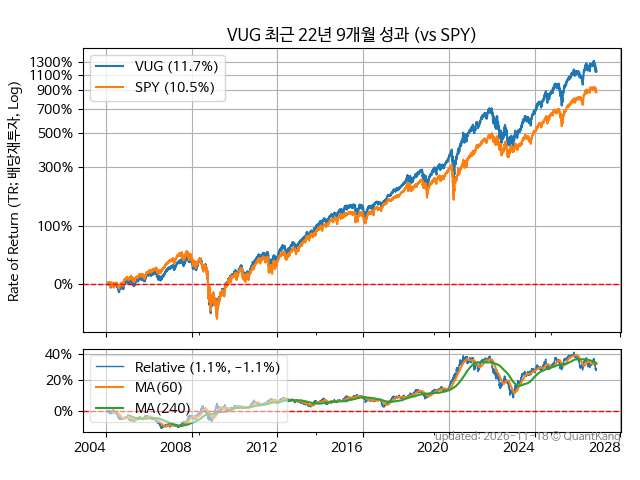 VUG 최근 22년 9개월 성과 (vs SPY)
Rate of Return (TR; 배당재투자, Log)
1300%
1100%
900%
700%
500%
300%
100%
0%
VUG (11.7%)
SPY (10.5%)
40%
20%
0%
Relative (1.1%, −1.1%)
MA(60)
MA(240)
2004 2008 2012 2016 2020 2024 2028
updated: 2026-11-18 © QuantKang